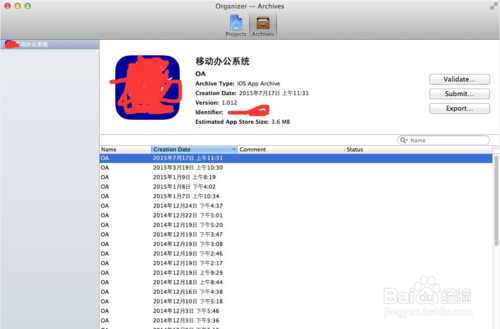 Organizer — Archives
Projects
Archives
动办公系统
移动办公系统
OA
Archive Type: iOS App Archive
Creation Date: 2015年7月17日 上午11:31
Version: 1.012
Identifier:
Estimated App Store Size: 3.6 MB
Validate...
Submit...
Export...
Name
Name Creation Date Comment Status
OA 2015年7月17日 上午11:31
OA 2015年3月19日 上午10:30
OA 2015年1月9日 上午8:19
OA 2015年1月8日 下午4:02
OA 2015年1月7日 上午10:34
OA 2014年12月24日 下午4:37
OA 2014年12月22日 下午5:01
OA 2014年12月19日 下午5:20
OA 2014年12月19日 下午3:47
OA 2014年12月19日 下午3:08
OA 2014年12月19日 下午2:46
OA 2014年12月19日 下午2:17
OA 2014年12月19日 上午9:29
OA 2014年12月18日 下午8:44
OA 2014年12月16日 下午4:38
OA 2014年12月10日 下午5:18
OA 2014年12月3日 下午5:43
OA 2014年12月3日 下午5:36
Baidu经验
jingyan.baidu.com